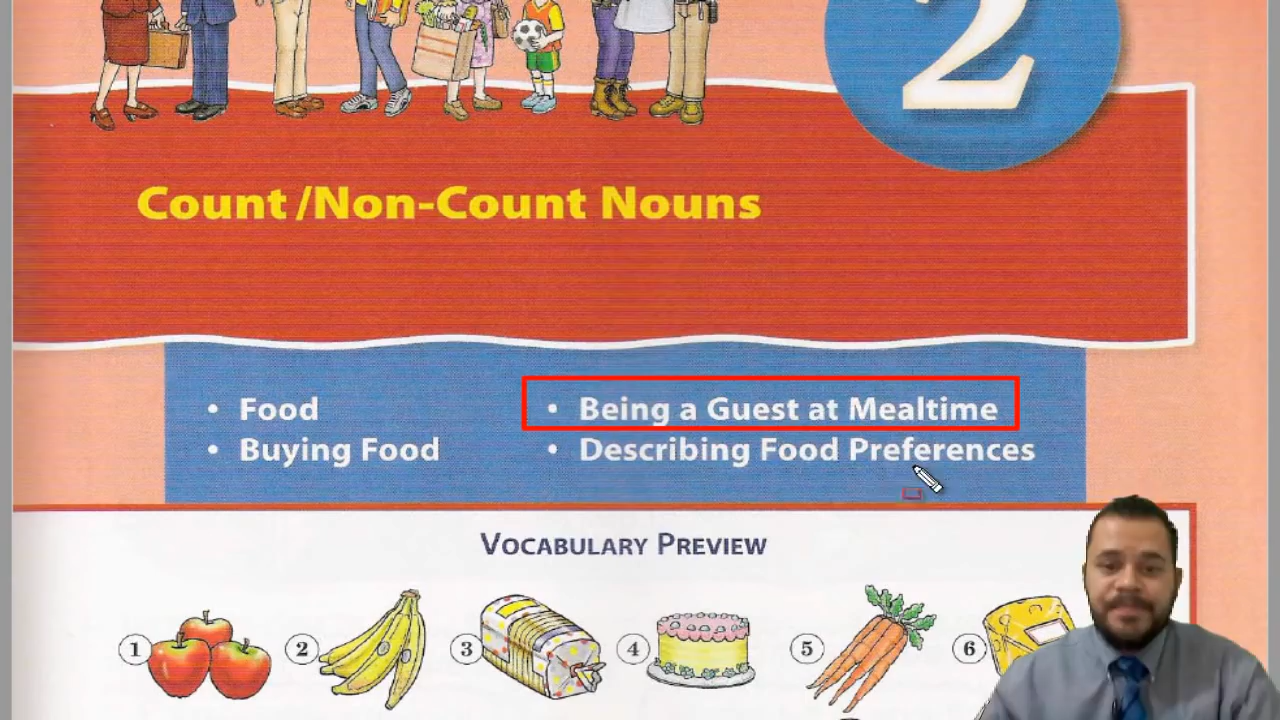 2
Count/Non-Count Nouns
• Food
• Buying Food
• Being a Guest at Mealtime
• Describing Food Preferences
VOCABULARY PREVIEW
1 2 3 4 5 6